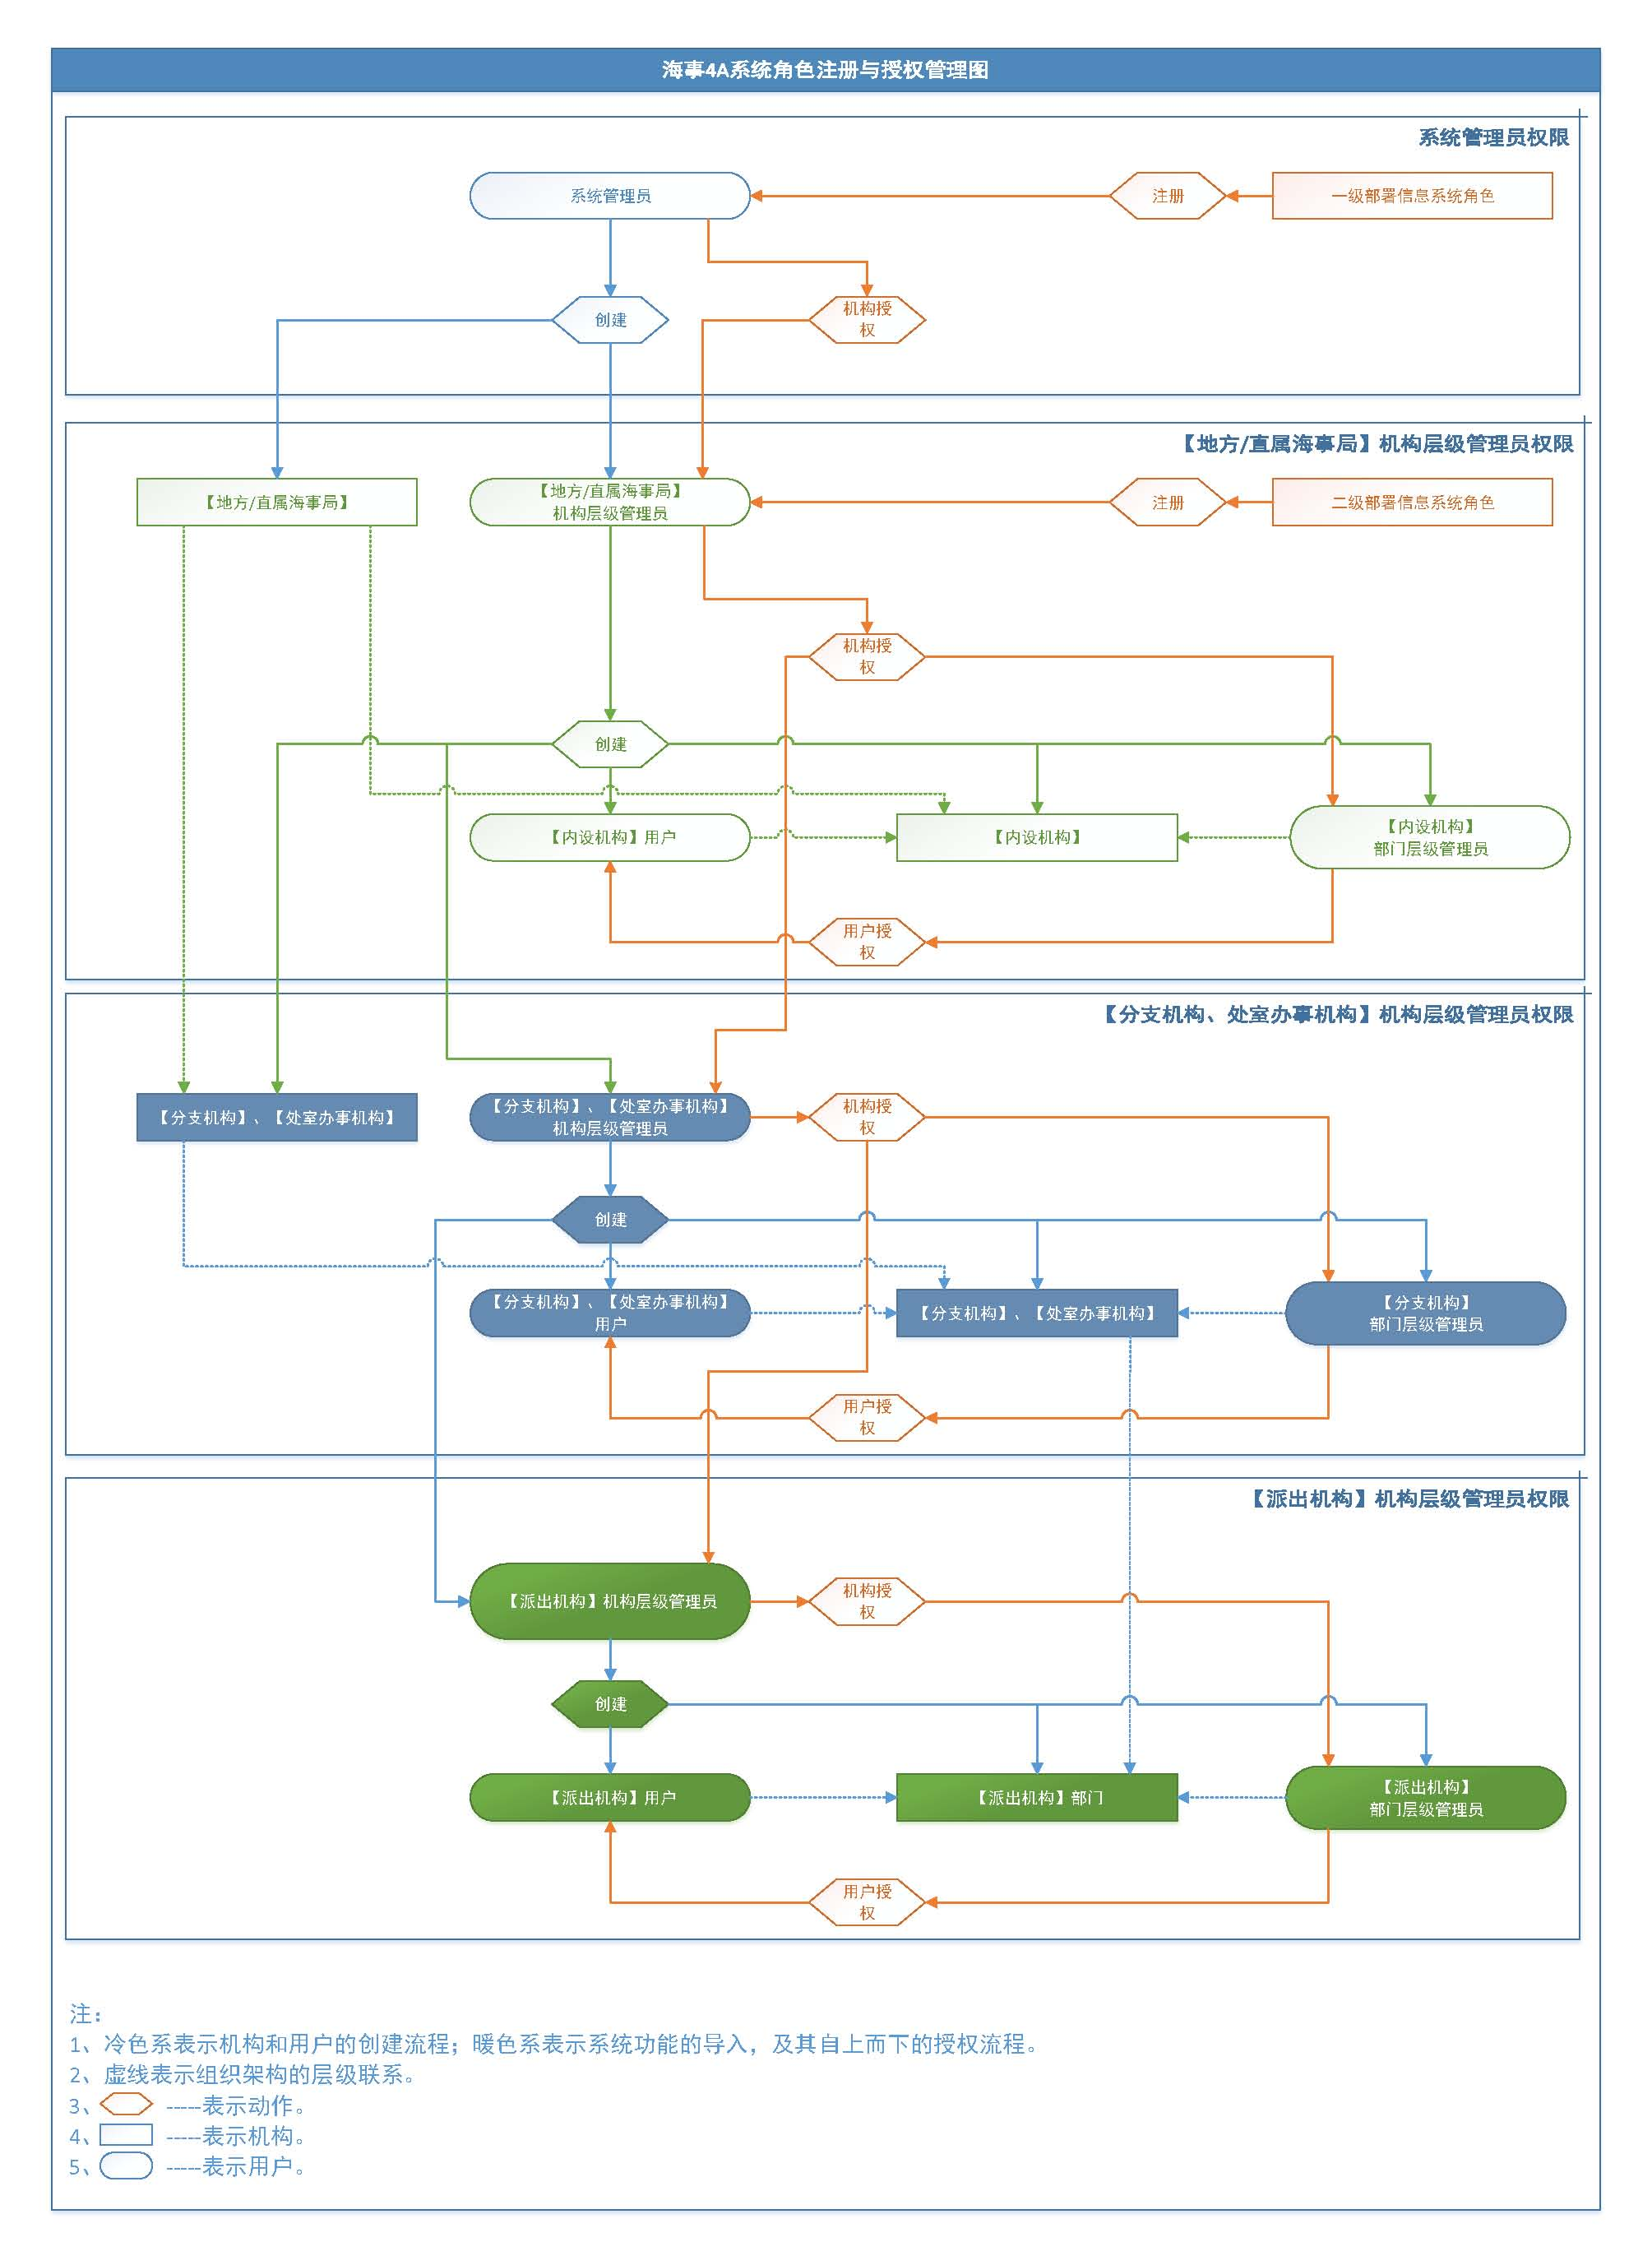 海事4A系统角色注册与授权管理图
系统管理员权限
系统管理员
注册
一级部署信息系统角色
创建
机构授
权
【地方/直属海事局】机构层级管理员权限
【地方/直属海事局】
【地方/直属海事局】
机构层级管理员
注册
二级部署信息系统角色
机构授
权
创建
【内设机构】用户
【内设机构】
【内设机构】
部门层级管理员
用户授
权
【分支机构、处室办事机构】机构层级管理员权限
【分支机构】、【处室办事机构】
【分支机构】、【处室办事机构】
机构层级管理员
机构授
权
创建
【分支机构】、【处室办事机构】
用户
【分支机构】、【处室办事机构】
【分支机构】
部门层级管理员
用户授
权
【派出机构】机构层级管理员权限
【派出机构】机构层级管理员
机构授
权
创建
【派出机构】用户
【派出机构】部门
【派出机构】
部门层级管理员
用户授
权
注：
1、冷色系表示机构和用户的创建流程；暖色系表示系统功能的导入，及其自上而下的授权流程。
2、虚线表示组织架构的层级联系。
3、 -----表示动作。
4、 -----表示机构。
5、 -----表示用户。